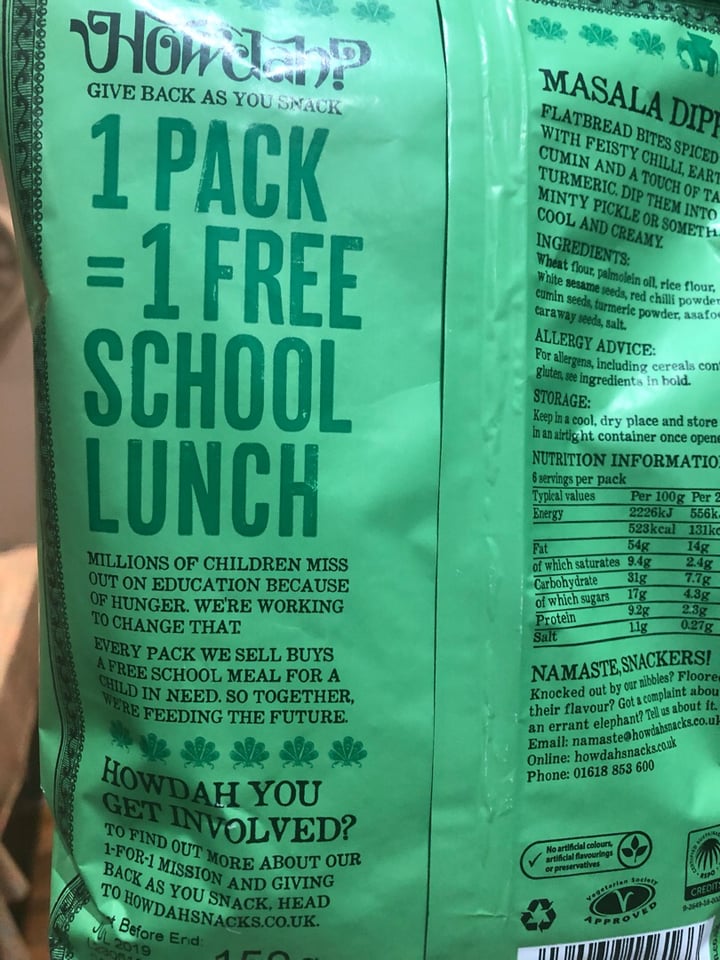 Howdah?
GIVE BACK AS YOU SNACK
1 PACK
= 1 FREE
SCHOOL
LUNCH
MILLIONS OF CHILDREN MISS
OUT ON EDUCATION BECAUSE
OF HUNGER. WE'RE WORKING
TO CHANGE THAT.
EVERY PACK WE SELL BUYS
A FREE SCHOOL MEAL FOR A
CHILD IN NEED. SO TOGETHER,
WE'RE FEEDING THE FUTURE.
HOWDAH YOU
GET INVOLVED?
TO FIND OUT MORE ABOUT OUR
1-FOR-1 MISSION AND GIVING
BACK AS YOU SNACK, HEAD
TO HOWDAHSNACKS.CO.UK.
Before End:
JUL 2019
150g
MASALA DIPP
FLATBREAD BITES SPICED
WITH FEISTY CHILLI, EART
CUMIN AND A TOUCH OF TA
TURMERIC. DIP THEM INTO
MINTY PICKLE OR SOMETH
COOL AND CREAMY.
INGREDIENTS:
Wheat flour, palmolein oil, rice flour,
white sesame seeds, red chilli powder
cumin seeds, turmeric powder, asafo
caraway seeds, salt.
ALLERGY ADVICE:
For allergens, including cereals con
gluten, see ingredients in bold.
STORAGE:
Keep in a cool, dry place and store
in an airtight container once opene
NUTRITION INFORMATIO
6 servings per pack
Typical values Per 100g Per 2
Energy 2226kJ 556k
523kcal 131kc
Fat 54g 14g
of which saturates 9.4g 2.4g
Carbohydrate 31g 7.7g
of which sugars 17g 4.3g
Protein 9.2g 2.3g
Salt 1.1g 0.27g
NAMASTE, SNACKERS!
Knocked out by our nibbles? Floore
their flavour? Got a complaint abou
an errant elephant? Tell us about it.
Email: namaste@howdahsnacks.co.uk
Online: howdahsnacks.co.uk
Phone: 01618 853 600
No artificial colours,
artificial flavourings
or preservatives
Vegetarian Society
APPROVED
RSPO
CREDIT